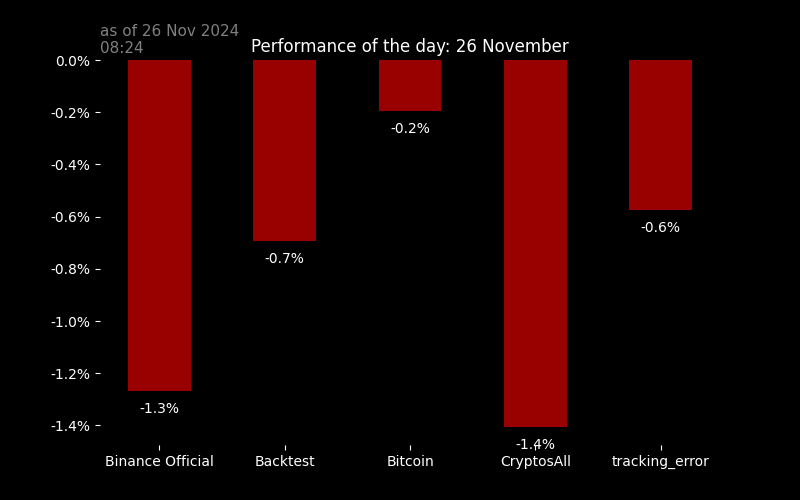 as of 26 Nov 2024
08:24
Performance of the day: 26 November
0.0%
-0.2%
-0.4%
-0.6%
-0.8%
-1.0%
-1.2%
-1.4%
-1.3%
-0.7%
-0.2%
-1.4%
-0.6%
Binance Official
Backtest
Bitcoin
CryptosAll
tracking_error